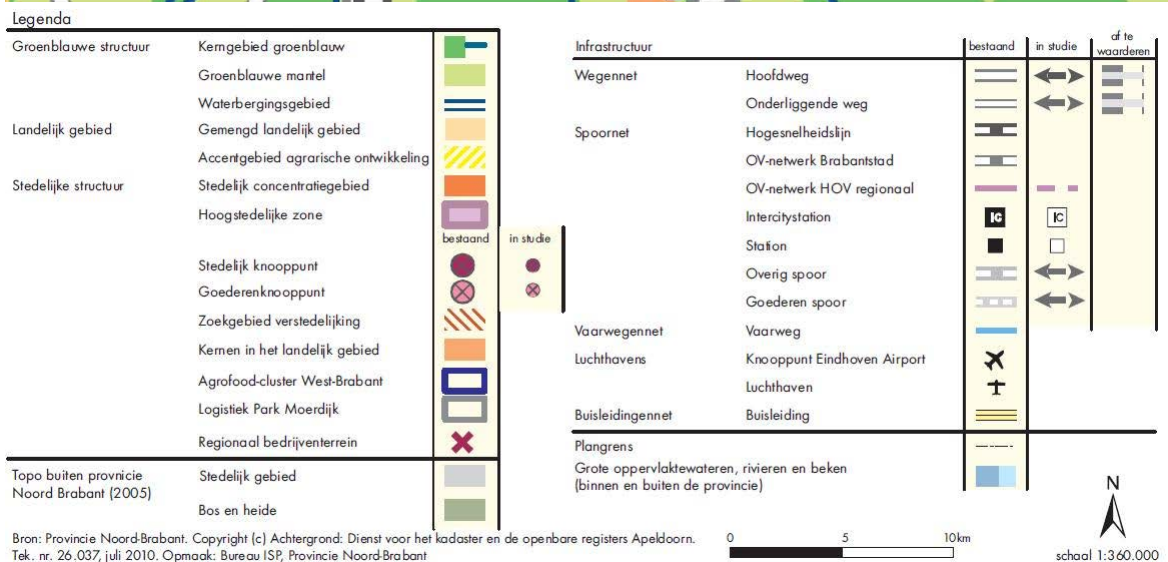 Legenda
Groenblauwe structuur Kerngebied groenblauw
Groenblauwe mantel
Waterbergingsgebied
Landelijk gebied Gemengd landelijk gebied
Accentgebied agrarische ontwikkeling
Stedelijke structuur Stedelijk concentratiegebied
Hoogstedelijke zone
bestaand in studie
Stedelijk knooppunt
Goederenknooppunt
Zoekgebied verstedelijking
Kernen in het landelijk gebied
Agrofood-cluster West-Brabant
Logistiek Park Moerdijk
Regionaal bedrijventerrein
Topo buiten provnicie Stedelijk gebied
Noord Brabant (2005)
Bos en heide
Infrastructuur bestaand in studie af te
waarderen
Wegennet Hoofdweg
Onderliggende weg
Spoornet Hogesnelheidslijn
OV-netwerk Brabantstad
OV-netwerk HOV regionaal
Intercitystation IC IC
Station
Overig spoor
Goederen spoor
Vaarwegennet Vaarweg
Luchthavens Knooppunt Eindhoven Airport
Luchthaven
Buisleidingennet Buisleiding
Plangrens
Grote oppervlaktewateren, rivieren en beken
(binnen en buiten de provincie)
N
Bron: Provincie Noord-Brabant. Copyright (c) Achtergrond: Dienst voor het kadaster en de openbare registers Apeldoorn.
Tek. nr. 26.037, juli 2010. Opmaak: Bureau ISP, Provincie Noord-Brabant
0 5 10km
schaal 1:360.000